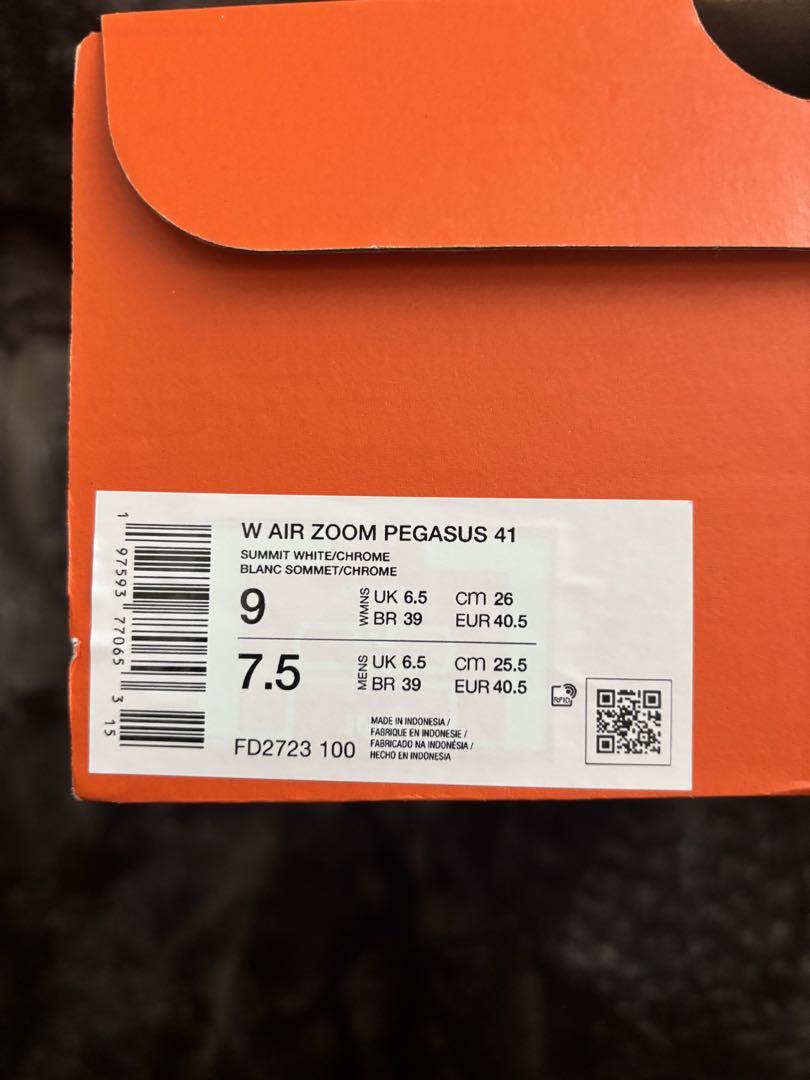 W AIR ZOOM PEGASUS 41
SUMMIT WHITE/CHROME
BLANC SOMMET/CHROME
9
WMNS
UK 6.5 cm 26
BR 39 EUR 40.5
7.5
MENS
UK 6.5 cm 25.5
BR 39 EUR 40.5
FD2723 100
MADE IN INDONESIA /
FABRIQUE EN INDONESIE /
FABRICADO NA INDONÉSIA /
HECHO EN INDONESIA
RFID
1 97593 77065 3 15